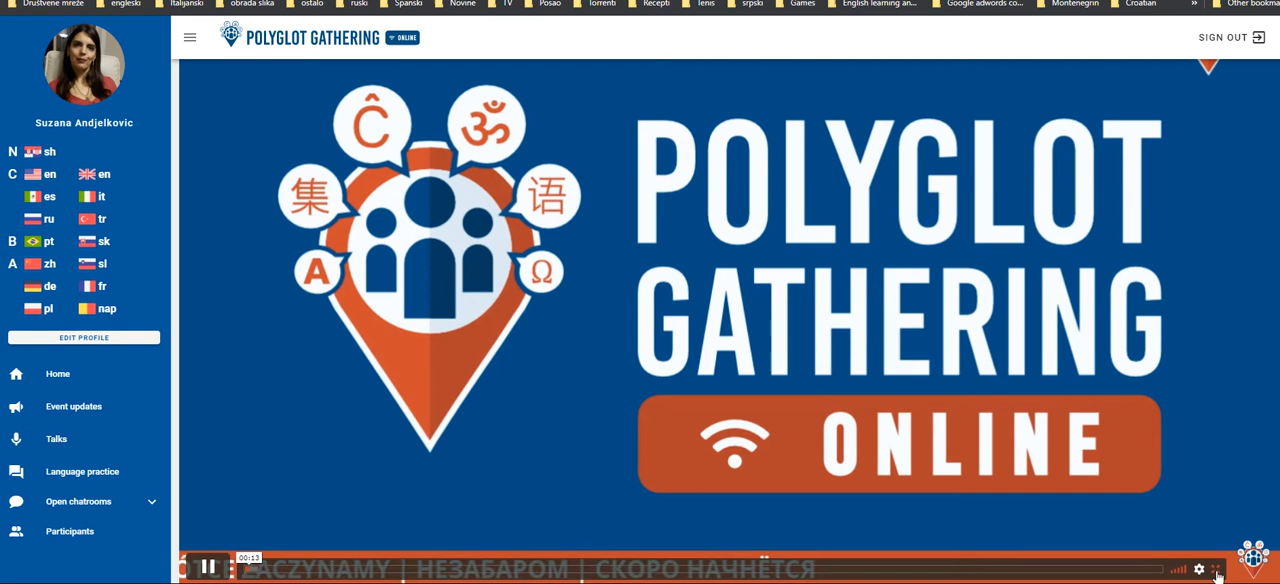 Društvene mreže engleski Italijanski obrada slika ostalo ruski Spanski Novine TV Posao Torrenti Recepti Tenis srpski Games English learning an... Google adwords co... Montenegrin Croatian » Other bookma
POLYGLOT GATHERING ONLINE
SIGN OUT
Suzana Andjelkovic
N sh
C en en
es it
ru tr
B pt sk
A zh sl
de fr
pl nap
EDIT PROFILE
Home
Event updates
Talks
Language practice
Open chatrooms
Participants
Ĉ ॐ
集 语
A Ω
POLYGLOT
GATHERING
ONLINE
00:13
ZACZYNAMY | НЕЗАБАРОМ | СКОРО НАЧНЁТСЯ